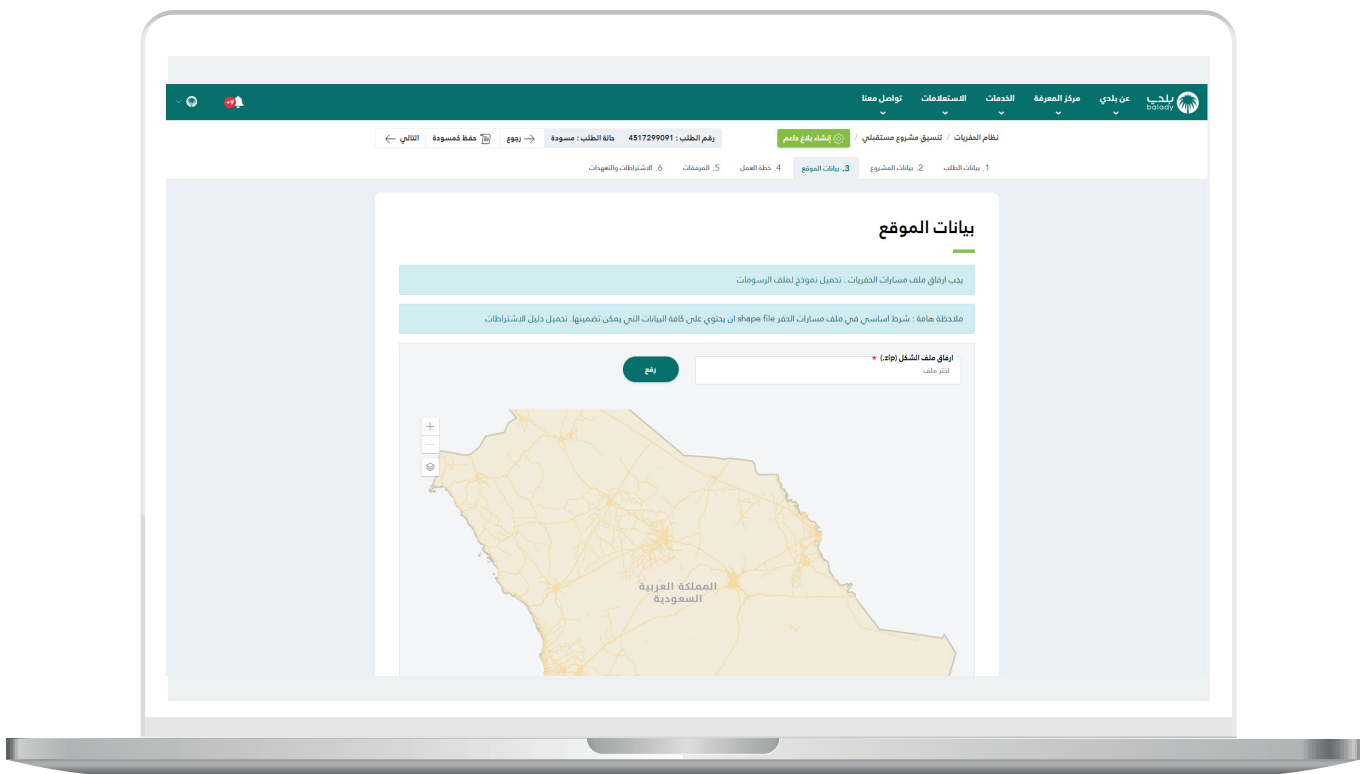 بلدي
balady
عن بلدي
مركز المعرفة
الخدمات
الاستعلامات
تواصل معنا
+9
نظام الحفريات / تنسيق مشروع مستقبلي /
إنشاء بلاغ داعم
رقم الطلب : 4517299091
حالة الطلب : مسودة
رجوع
حفظ كمسودة
التالي
1. بيانات الطلب
2. بيانات المشروع
3. بيانات الموقع
4. خطة العمل
5. المرفقات
6. الاشتراطات والتعهدات
بيانات الموقع
يجب ارفاق ملف مسارات الحفريات . تحميل نموذج لملف الرسومات
ملاحظة هامة : شرط اساسي في ملف مسارات الحفر shape file ان يحتوي على كافة البيانات التي يمكن تضمينها. تحميل دليل الاشتراطات
ارفاق ملف الشكل (zip.) *
اختر ملف
رفع
المملكة العربية
السعودية